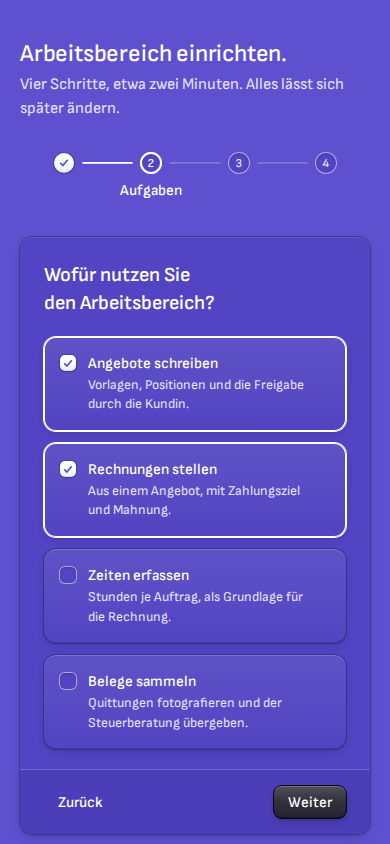 Arbeitsbereich einrichten.
Vier Schritte, etwa zwei Minuten. Alles lässt sich
später ändern.
2
3
4
Aufgaben
Wofür nutzen Sie
den Arbeitsbereich?
Angebote schreiben
Vorlagen, Positionen und die Freigabe
durch die Kundin.
Rechnungen stellen
Aus einem Angebot, mit Zahlungsziel
und Mahnung.
Zeiten erfassen
Stunden je Auftrag, als Grundlage für
die Rechnung.
Belege sammeln
Quittungen fotografieren und der
Steuerberatung übergeben.
Zurück
Weiter